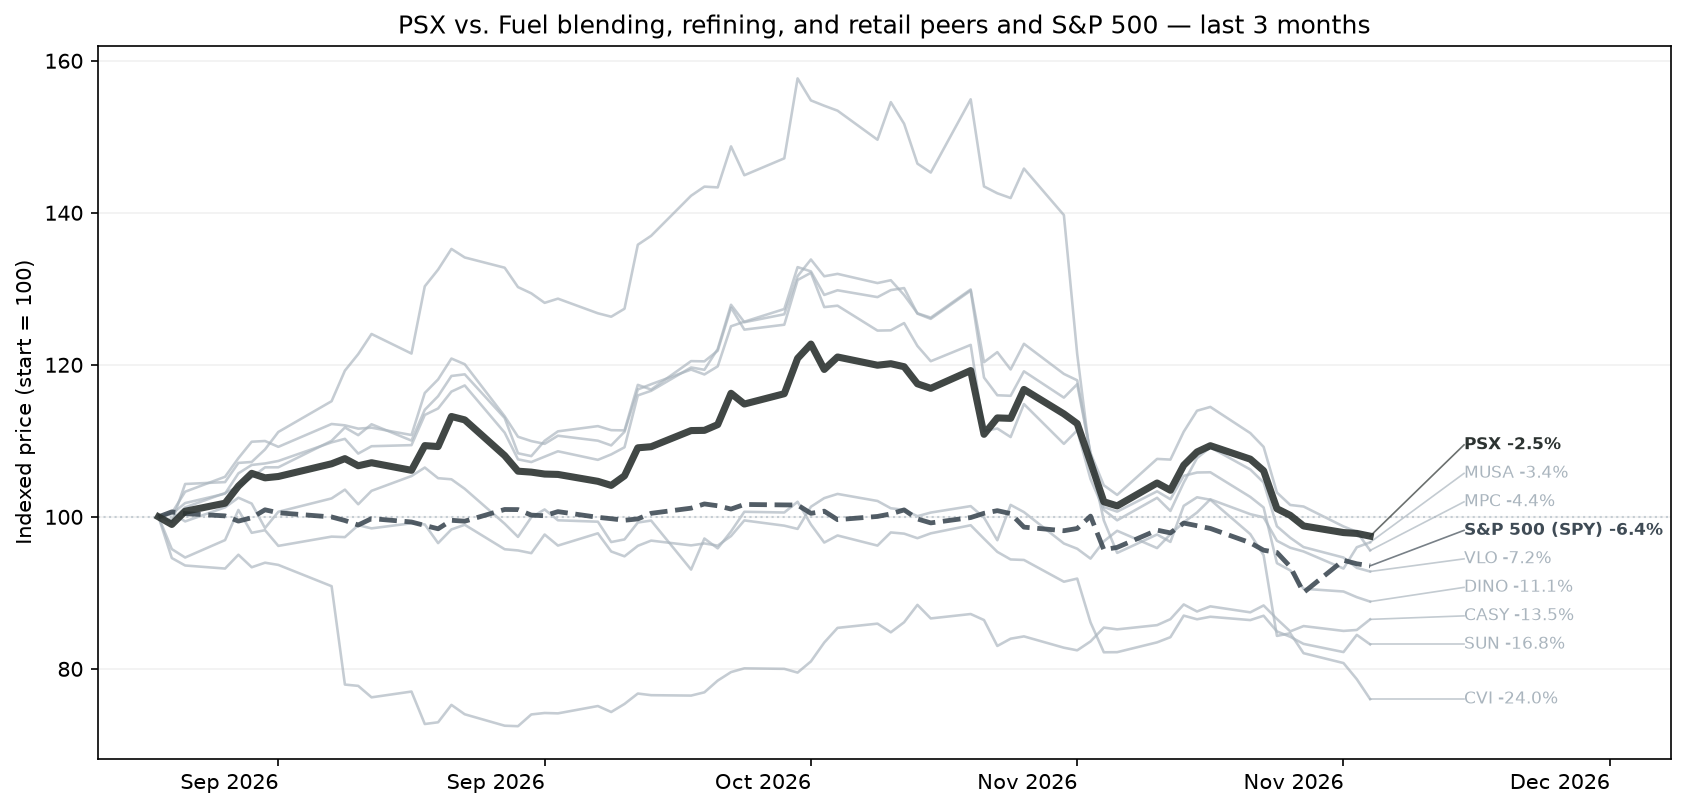 PSX vs. Fuel blending, refining, and retail peers and S&P 500 — last 3 months
Indexed price (start = 100)
160
140
120
100
80
PSX -2.5%
MUSA -3.4%
MPC -4.4%
S&P 500 (SPY) -6.4%
VLO -7.2%
DINO -11.1%
CASY -13.5%
SUN -16.8%
CVI -24.0%
Sep 2026
Sep 2026
Oct 2026
Nov 2026
Nov 2026
Dec 2026